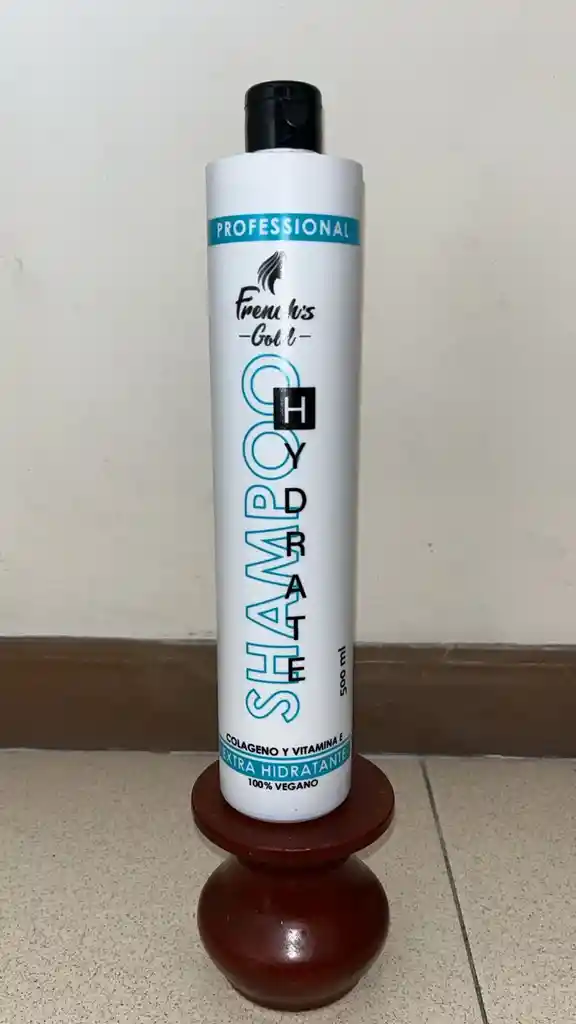 PROFESSIONAL
French's
-Gold-
SHAMPOO
HYDRATE
500 ml
COLAGENO Y VITAMINA E
EXTRA HIDRATANTE
100% VEGANO